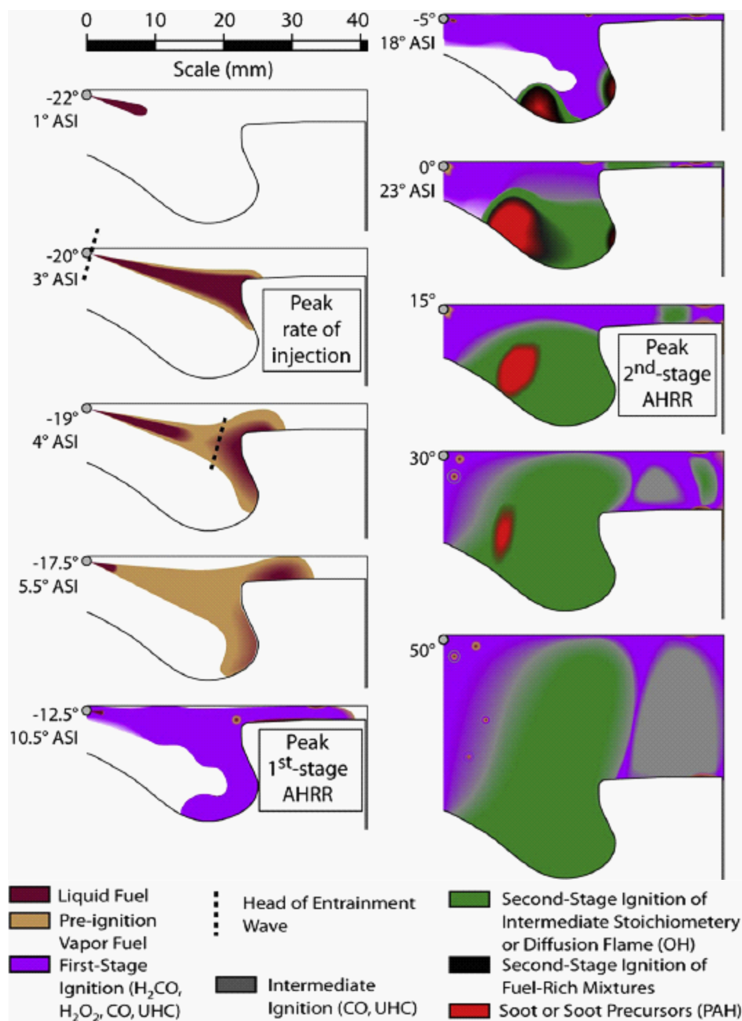 0 10 20 30 40
Scale (mm)
-22°
1° ASI
-20°
3° ASI
Peak
rate of
injection
-19°
4° ASI
-17.5°
5.5° ASI
-12.5°
10.5° ASI
Peak
1st-stage
AHRR
-5°
18° ASI
0°
23° ASI
15°
Peak
2nd-stage
AHRR
30°
50°
Liquid Fuel
Pre-ignition
Vapor Fuel
First-Stage
Ignition (H₂CO,
H₂O₂, CO, UHC)
Head of Entrainment
Wave
Intermediate
Ignition (CO, UHC)
Second-Stage Ignition of
Intermediate Stoichiometery
or Diffusion Flame (OH)
Second-Stage Ignition of
Fuel-Rich Mixtures
Soot or Soot Precursors (PAH)